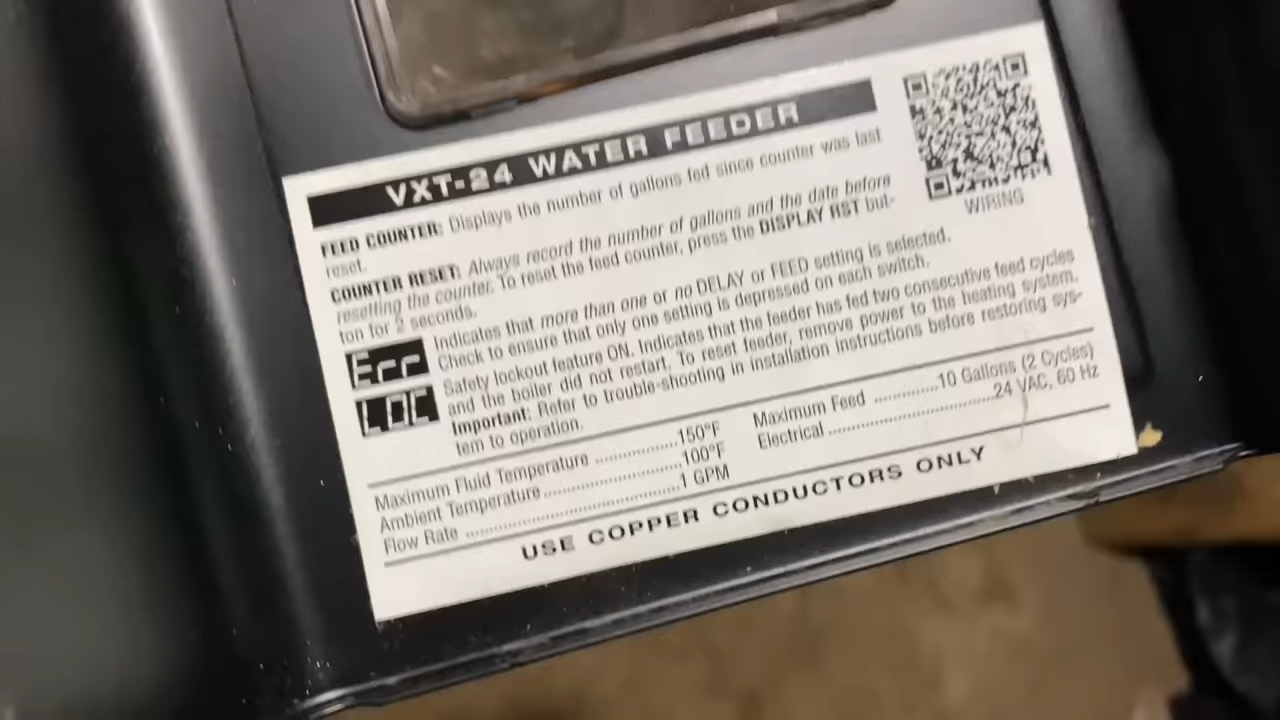 VXT-24 WATER FEEDER
FEED COUNTER: Displays the number of gallons fed since counter was last
reset.
COUNTER RESET: Always record the number of gallons and the date before
resetting the counter. To reset the feed counter, press the DISPLAY RST but-
ton for 2 seconds.
Err
Indicates that more than one or no DELAY or FEED setting is selected.
Check to ensure that only one setting is depressed on each switch.
LOC
Safety lockout feature ON. Indicates that the feeder has fed two consecutive feed cycles
and the boiler did not restart. To reset feeder, remove power to the heating system.
Important: Refer to trouble-shooting in installation instructions before restoring sys-
tem to operation.
Maximum Fluid Temperature ..................150°F
Ambient Temperature..............................100°F
Flow Rate ..............................................1 GPM
Maximum Feed ..............10 Gallons (2 Cycles)
Electrical ....................................24 VAC, 60 Hz
USE COPPER CONDUCTORS ONLY
WIRING